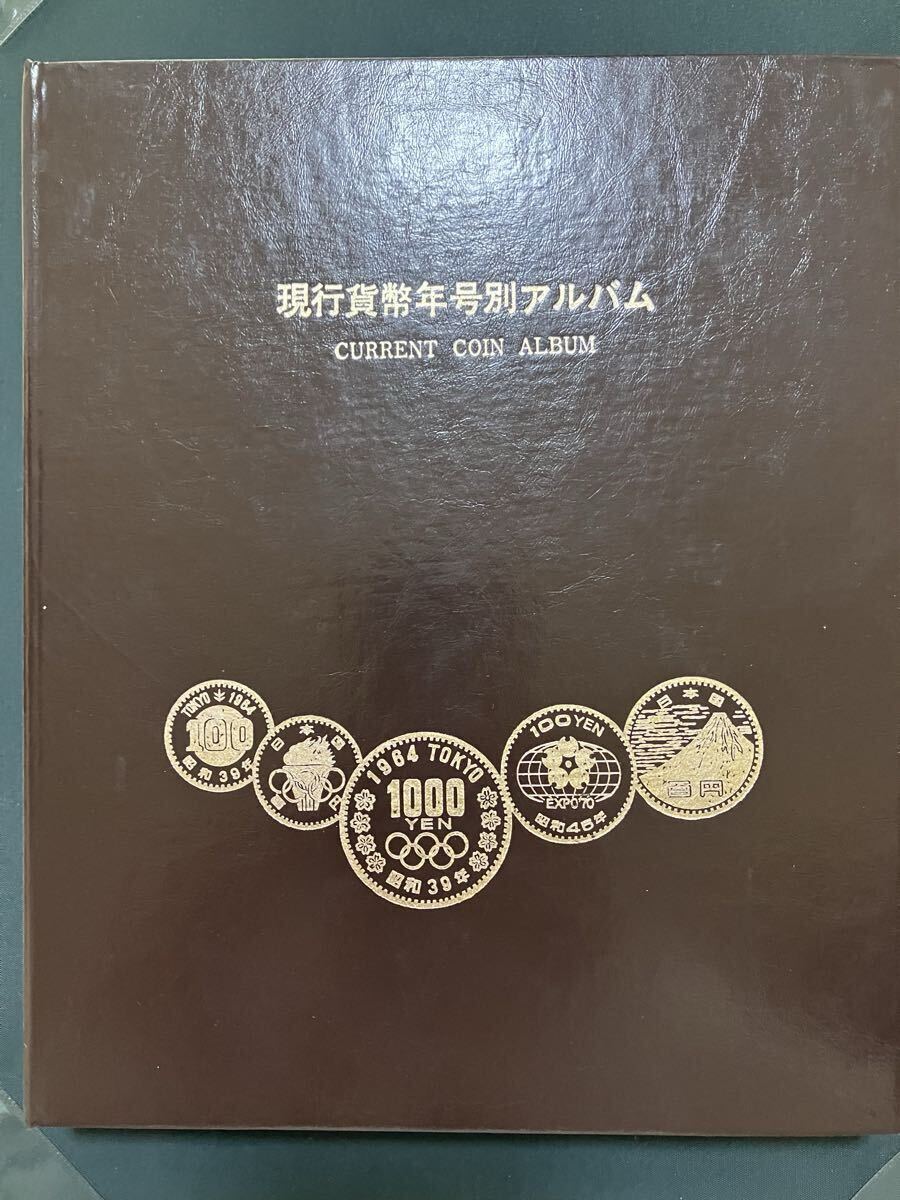 現行貨幣年号別アルバム
CURRENT COIN ALBUM
TOKYO 1964
100
昭和39年
日本国
1964 TOKYO
1000
YEN
昭和39年
100 YEN
EXPO'70
昭和45年
日本国
百円